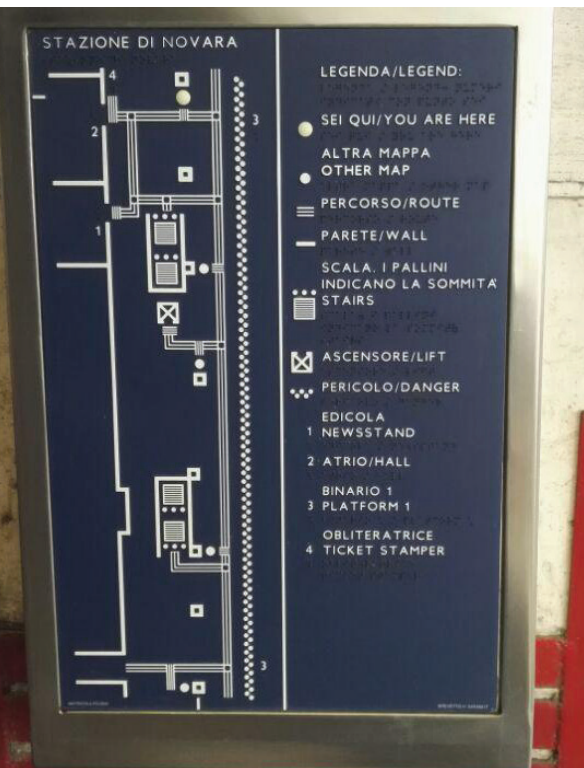 STAZIONE DI NOVARA
4
3
2
1
3
LEGENDA/LEGEND:
SEI QUI/YOU ARE HERE
ALTRA MAPPA
OTHER MAP
PERCORSO/ROUTE
PARETE/WALL
SCALA. I PALLINI
INDICANO LA SOMMITA'
STAIRS
ASCENSORE/LIFT
PERICOLO/DANGER
EDICOLA
1 NEWSSTAND
2 ATRIO/HALL
BINARIO 1
3 PLATFORM 1
OBLITERATRICE
4 TICKET STAMPER